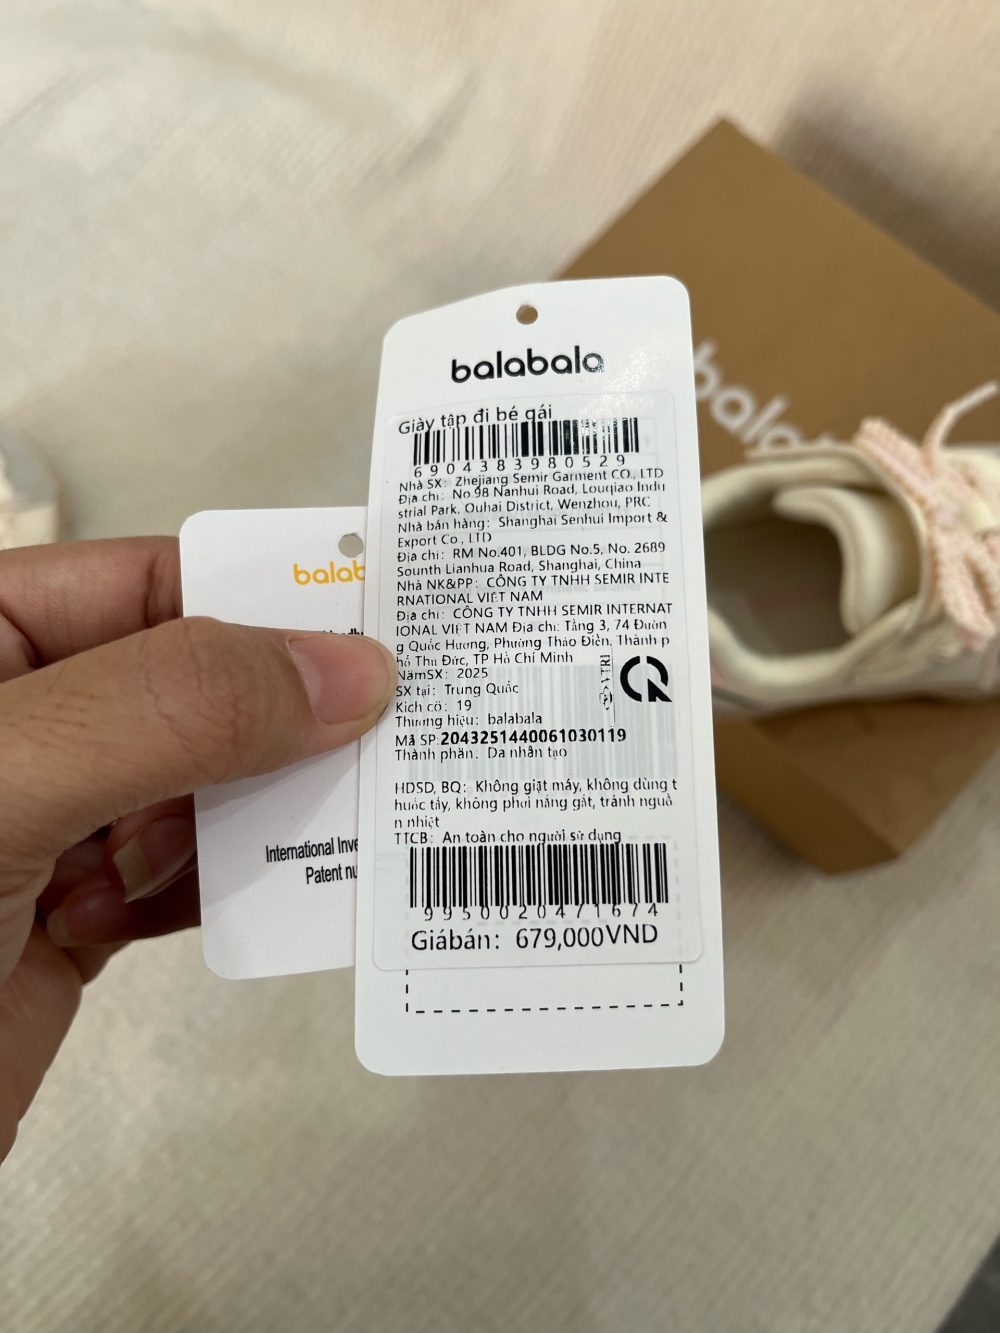 balabala
Giày tập đi bé gái
6904383980529
Nhà SX: Zhejiang Semir Garment CO., LTD
Địa chỉ: No.98 Nanhui Road, Louqiao Indu
strial Park, Ouhai District, Wenzhou, PRC
Nhà bán hàng: Shanghai Senhui Import &
Export Co., LTD
Địa chỉ: RM No.401, BLDG No.5, No. 2689
Sounth Lianhua Road, Shanghai, China
Nhà NK&PP: CÔNG TY TNHH SEMIR INTE
RNATIONAL VIỆT NAM
Địa chỉ: CÔNG TY TNHH SEMIR INTERNAT
IONAL VIỆT NAM Địa chỉ: Tầng 3, 74 Đườn
g Quốc Hương, Phường Thảo Điền, Thành p
hố Thủ Đức, TP Hồ Chí Minh
NămSX: 2025
SX tại: Trung Quốc
Kích cỡ: 19
Thương hiệu: balabala
Mã SP:2043251440061030119
Thành phần: Da nhân tạo
HDSD, BQ: Không giặt máy, không dùng t
huốc tẩy, không phơi nắng gắt, tránh nguồ
n nhiệt
TTCB: An toàn cho người sử dụng
9950020471674
Giábán: 679,000VND
balab
International Inve
Patent nu
balaba